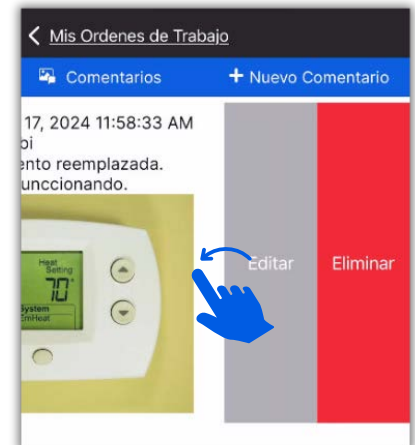 Mis Ordenes de Trabajo
Comentarios + Nuevo Comentario
17, 2024 11:58:33 AM
bi
ento reemplazada.
unccionando.
Heat
Setting
70°
System
EmHeat
Editar Eliminar